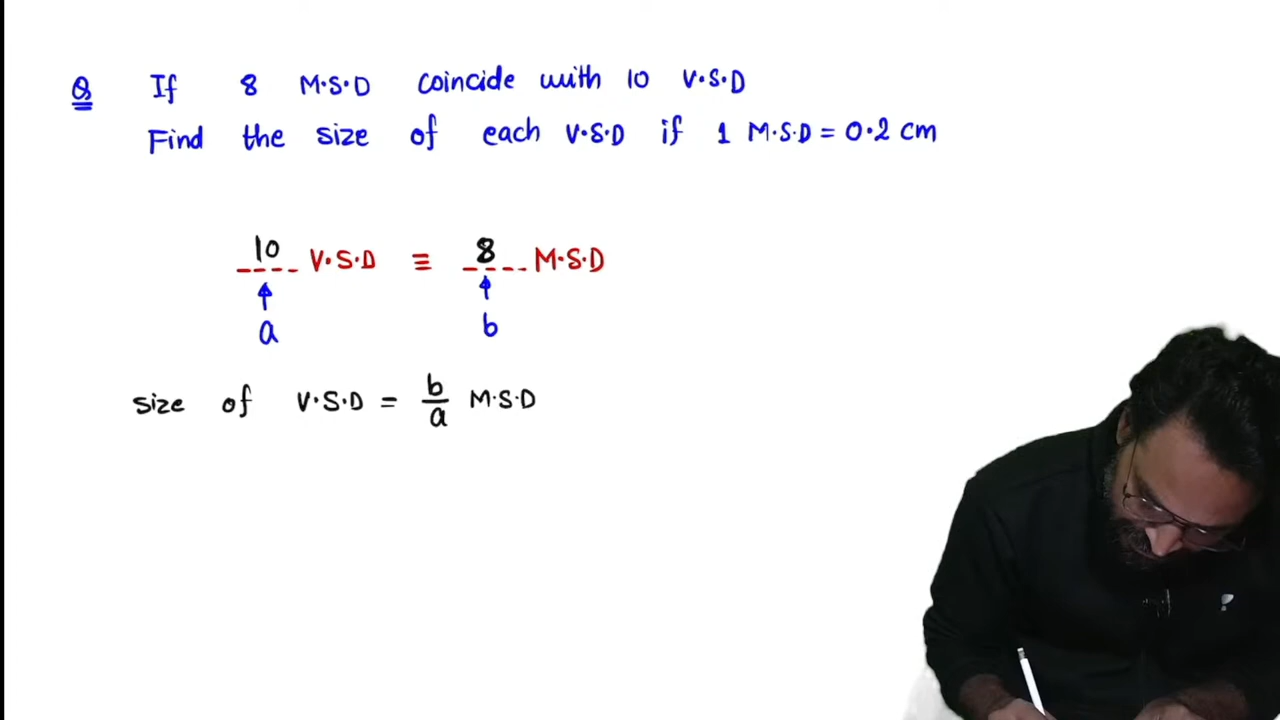 Q If 8 M.S.D coincide with 10 V.S.D
Find the size of each V.S.D if 1 M.S.D = 0.2 cm
10 V.S.D ≡ 8 M.S.D
a b
size of V.S.D = b/a M.S.D